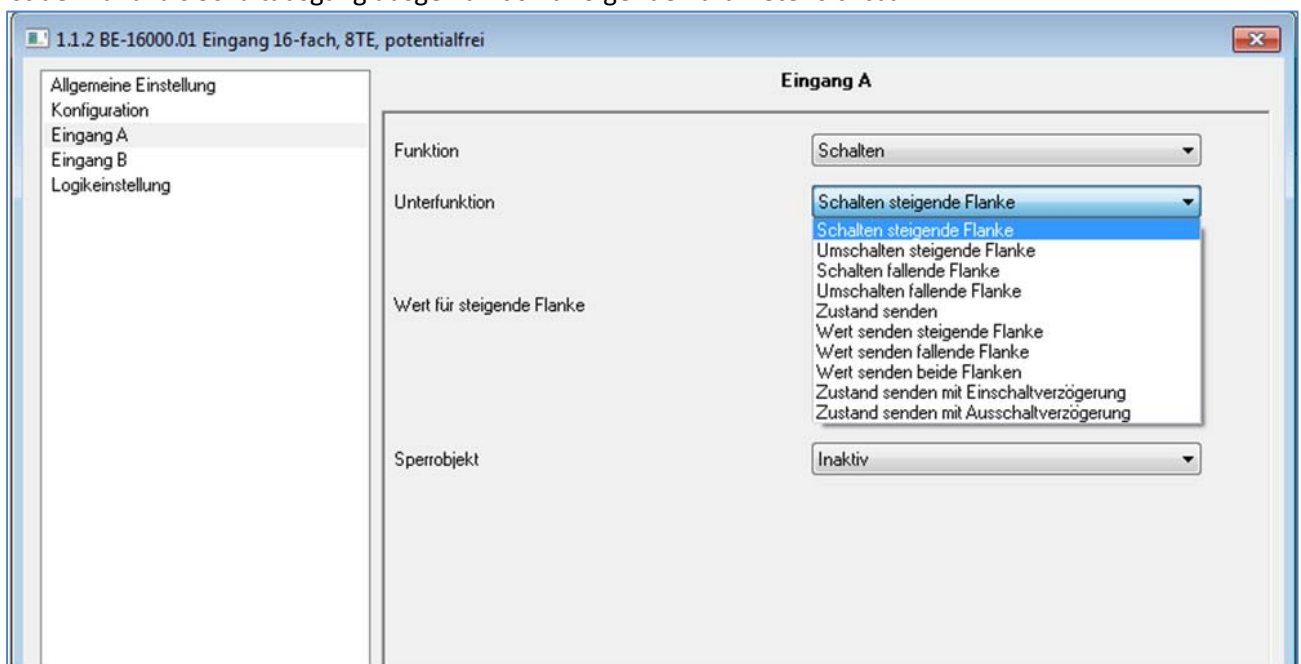 1.1.2 BE-16000.01 Eingang 16-fach, 8TE, potentialfrei
Allgemeine Einstellung
Konfiguration
Eingang A
Eingang B
Logikeinstellung
Eingang A
Funktion
Schalten
Unterfunktion
Schalten steigende Flanke
Schalten steigende Flanke
Umschalten steigende Flanke
Schalten fallende Flanke
Umschalten fallende Flanke
Zustand senden
Wert senden steigende Flanke
Wert senden fallende Flanke
Wert senden beide Flanken
Zustand senden mit Einschaltverzögerung
Zustand senden mit Ausschaltverzögerung
Wert für steigende Flanke
Sperrobjekt
Inaktiv